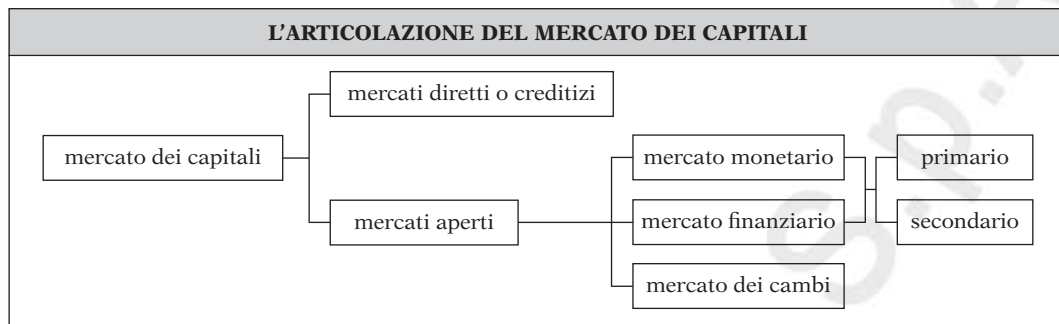 L'ARTICOLAZIONE DEL MERCATO DEI CAPITALI
mercati diretti o creditizi
mercato dei capitali
mercato monetario
primario
mercati aperti
mercato finanziario
secondario
mercato dei cambi
S.p.A